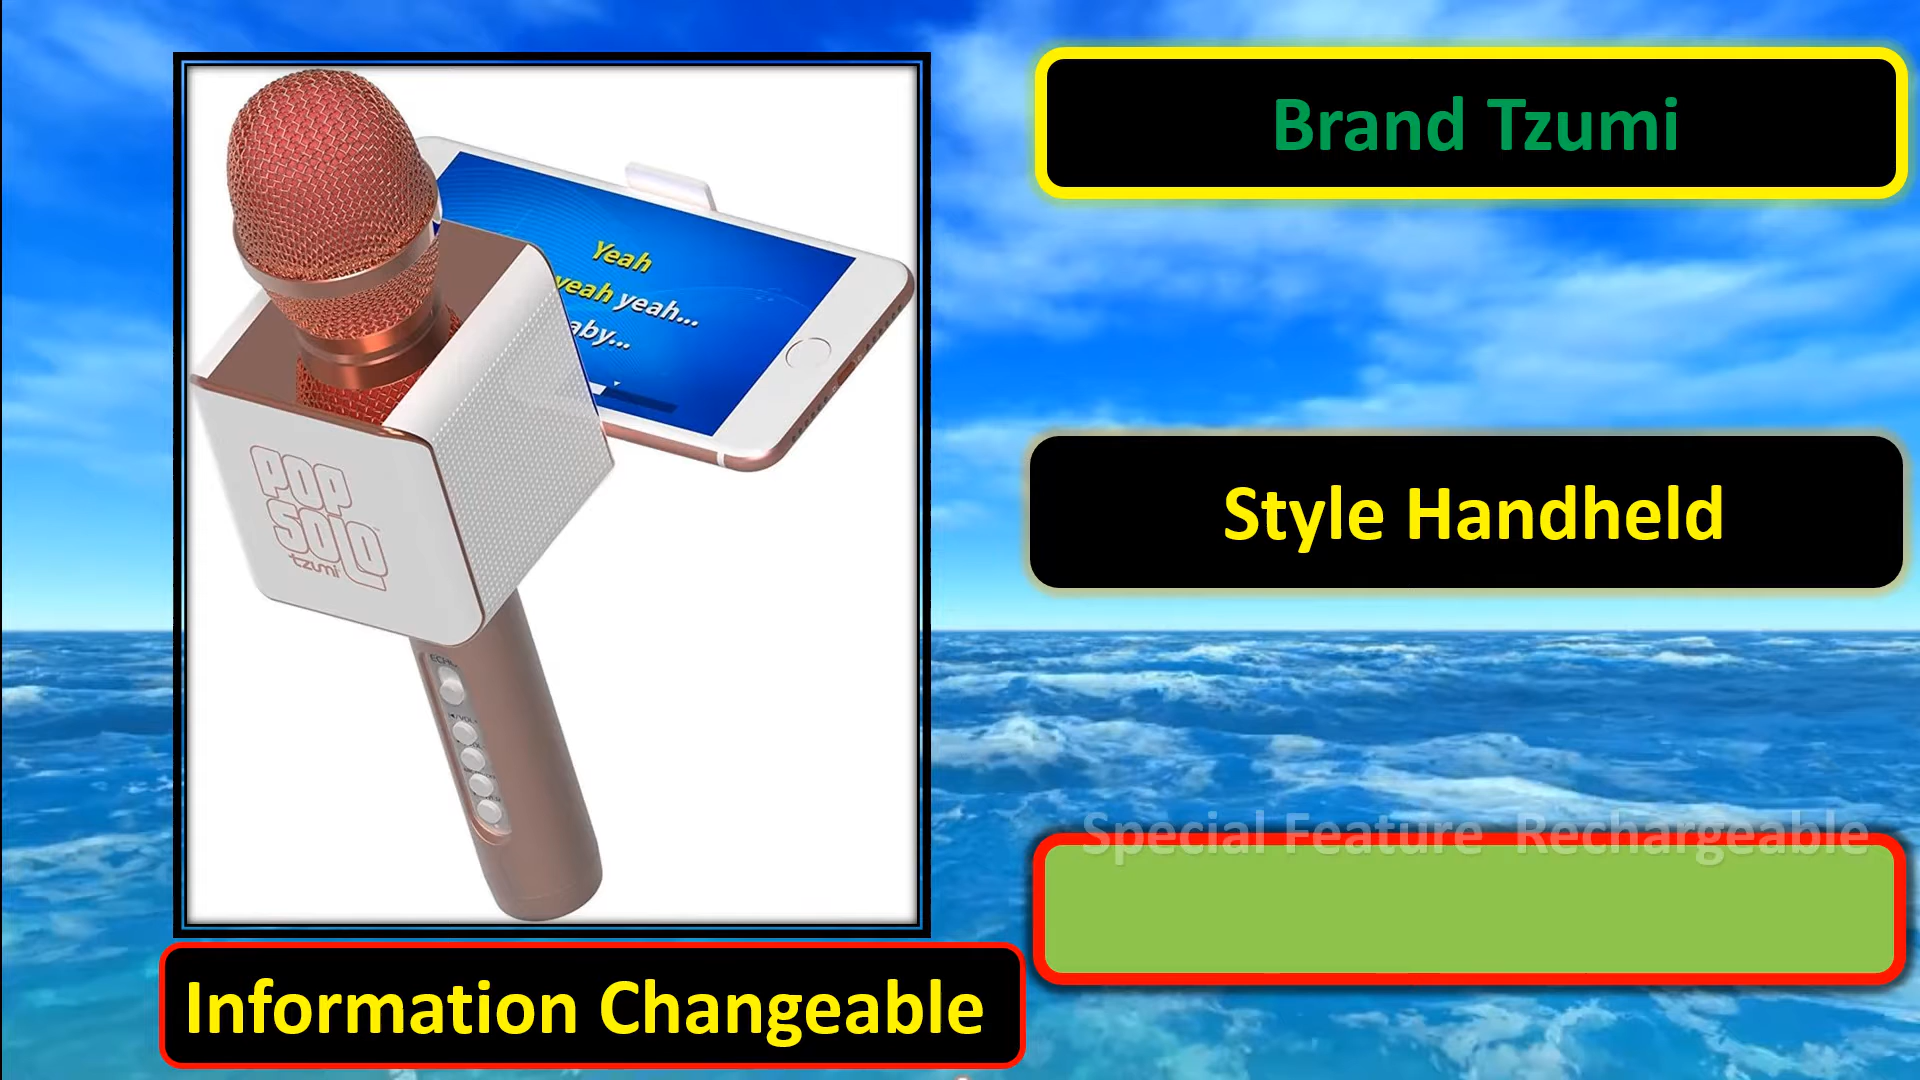 Brand Tzumi
Yeah
yeah yeah...
aby...
POP
SOLO
tzumi
Style Handheld
ECHO
Special Feature Rechargeable
Information Changeable